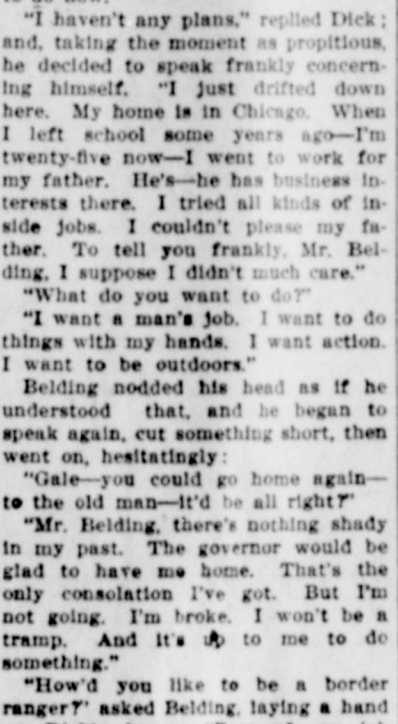 "I haven't any plans," replied Dick;
and, taking the moment as propitious,
he decided to speak frankly concern-
ing himself. "I just drifted down
here. My home is in Chicago. When
I left school some years ago—I'm
twenty-five now—I went to work for
my father. He's—he has business in-
terests there. I tried all kinds of in-
side jobs. I couldn't please my fa-
ther. To tell you frankly, Mr. Bel-
ding, I suppose I didn't much care."
"What do you want to do?"
"I want a man's job. I want to do
things with my hands. I want action.
I want to be outdoors."
Belding nodded his head as if he
understood that, and he began to
speak again, cut something short, then
went on, hesitatingly:
"Gale—you could go home again—
to the old man—it'd be all right?"
"Mr. Belding, there's nothing shady
in my past. The governor would be
glad to have me home. That's the
only consolation I've got. But I'm
not going. I'm broke. I won't be a
tramp. And it's up to me to do
something."
"How'd you like to be a border
ranger?" asked Belding, laying a hand